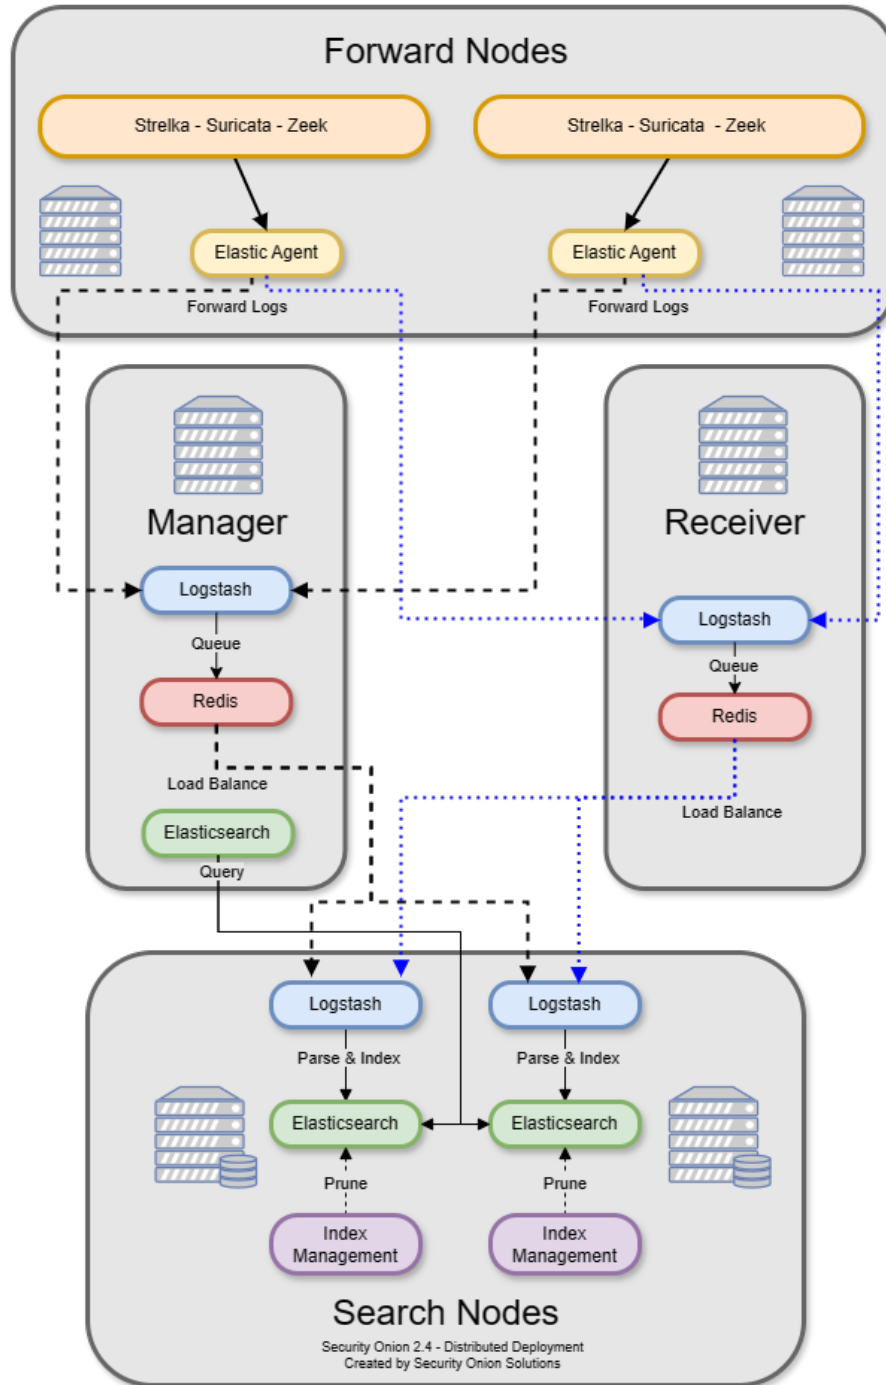 Forward Nodes
Strelka - Suricata - Zeek
Strelka - Suricata - Zeek
Elastic Agent
Elastic Agent
Forward Logs
Forward Logs
Manager
Receiver
Logstash
Logstash
Queue
Queue
Redis
Redis
Load Balance
Load Balance
Elasticsearch
Query
Logstash
Logstash
Parse & Index
Parse & Index
Elasticsearch
Elasticsearch
Prune
Prune
Index
Management
Index
Management
Search Nodes
Security Onion 2.4 - Distributed Deployment
Created by Security Onion Solutions